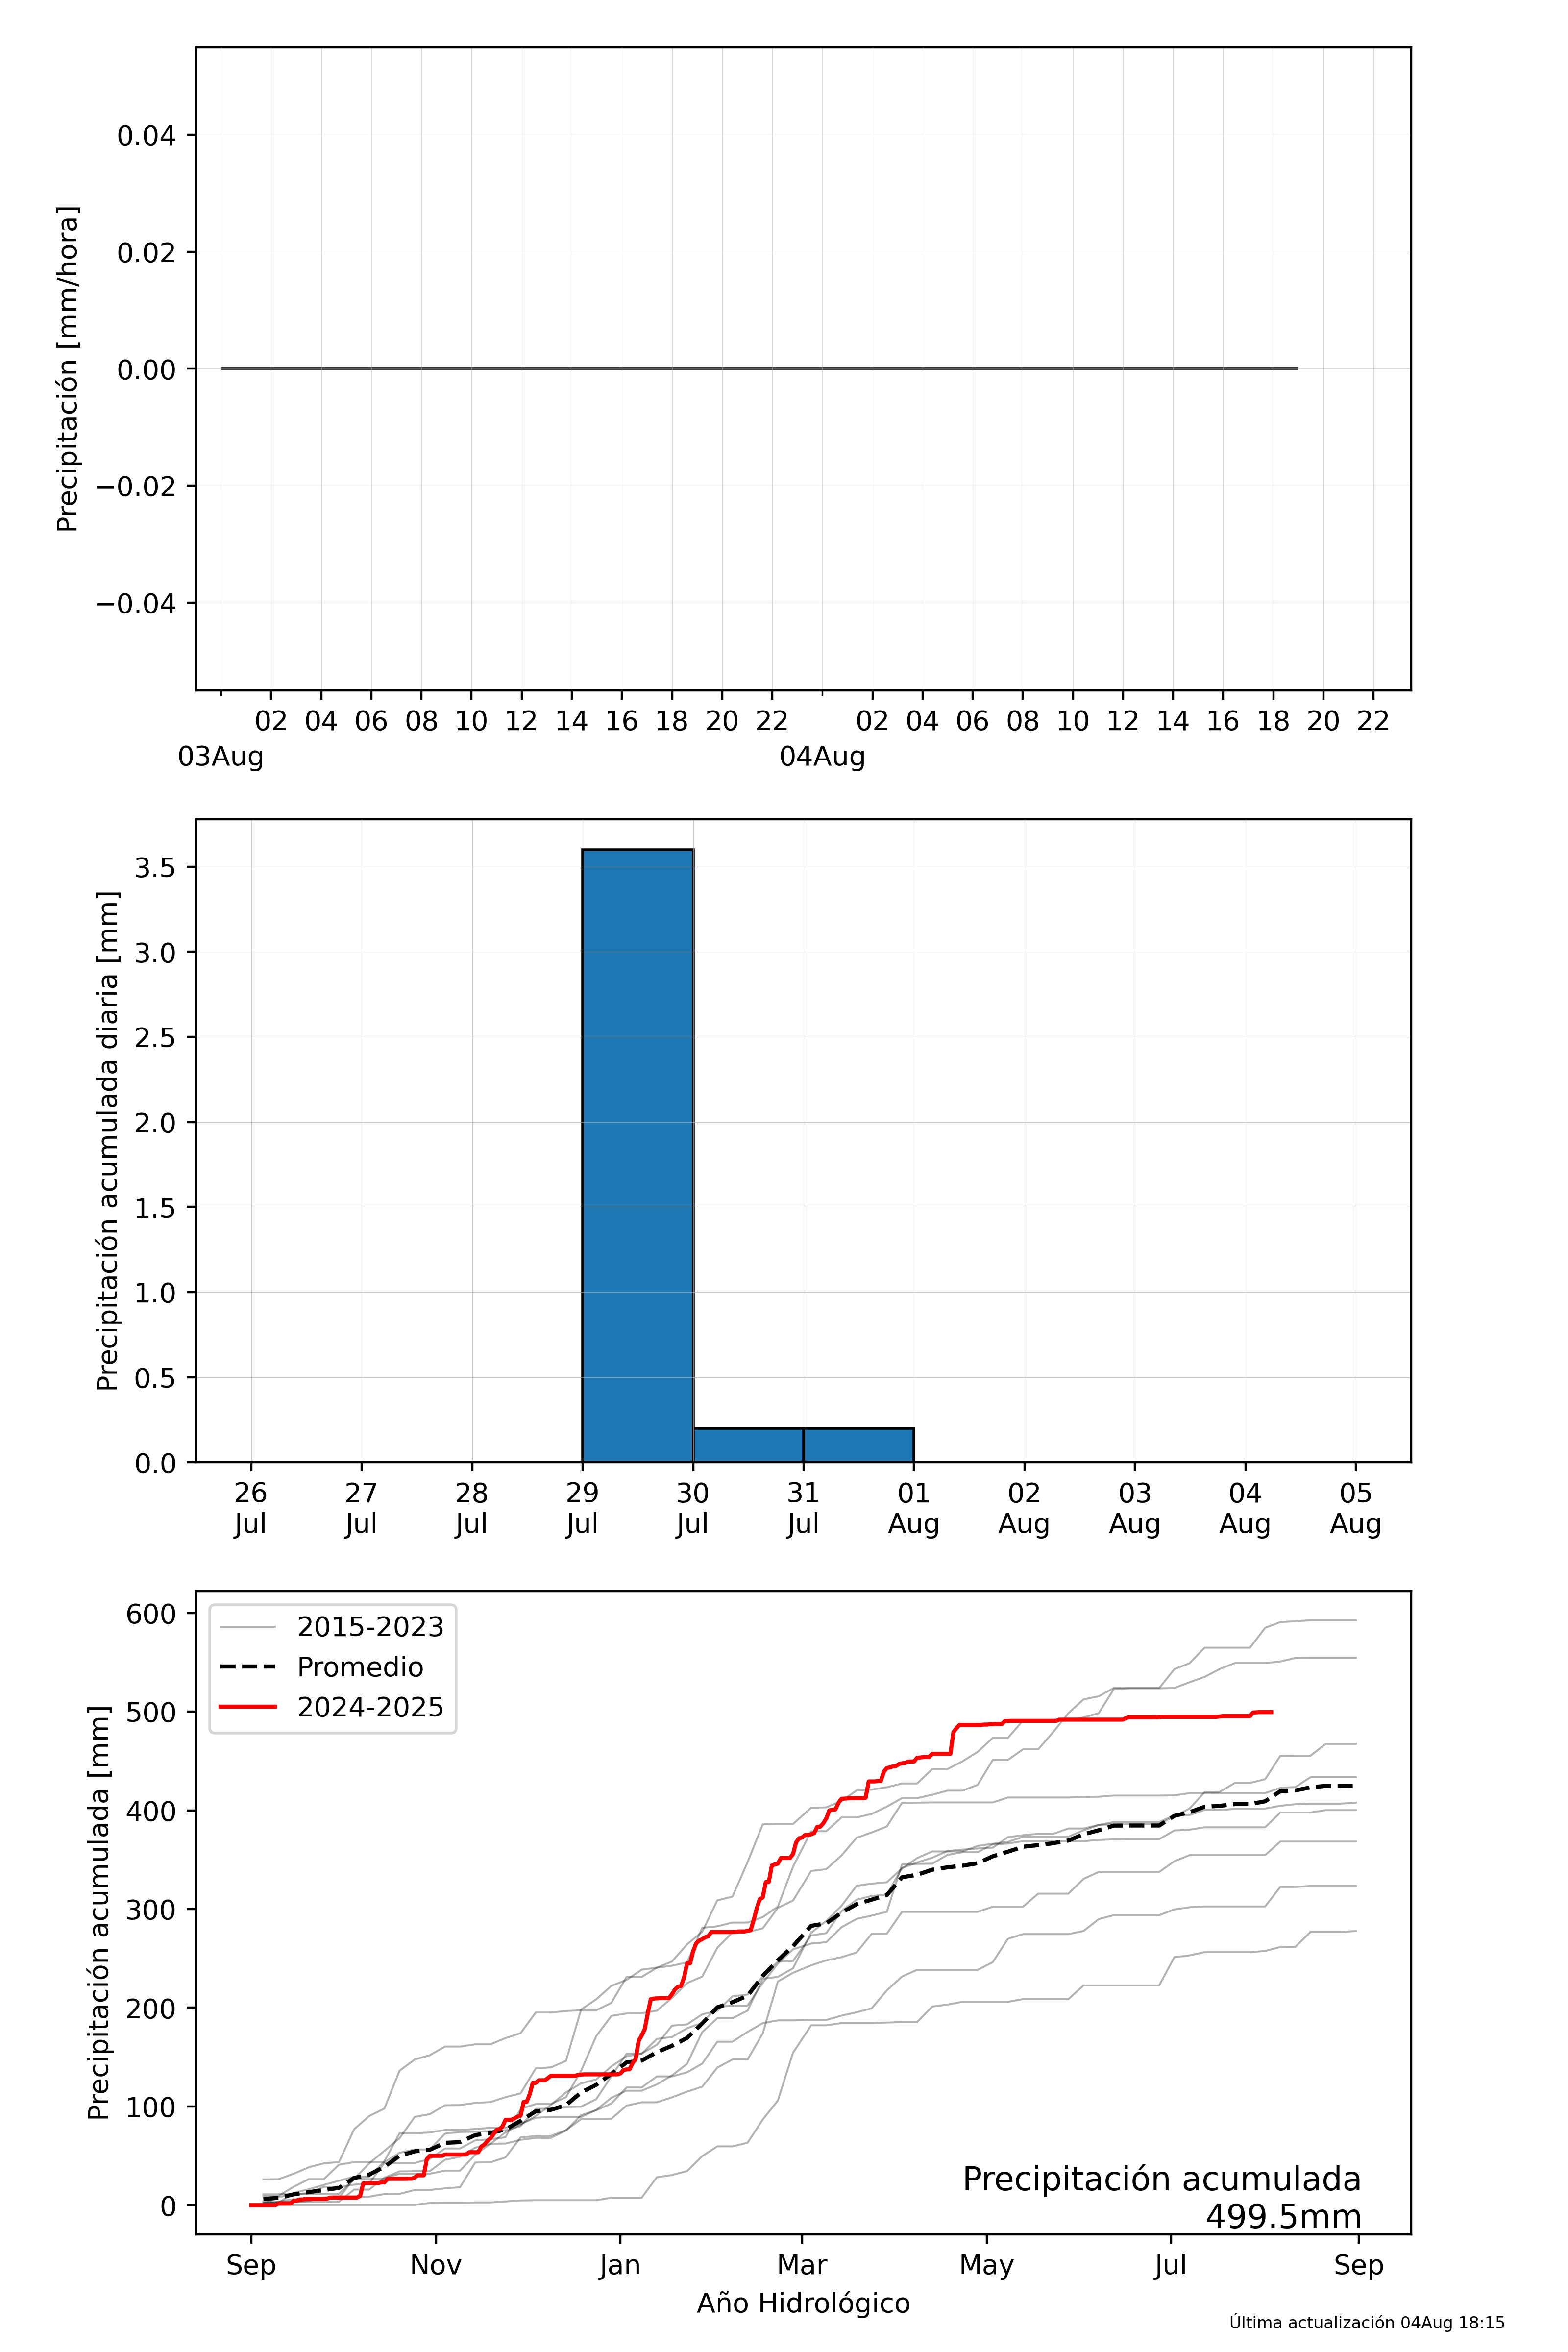 Precipitación [mm/hora]
0.04
0.02
0.00
−0.02
−0.04
02 04 06 08 10 12 14 16 18 20 22 02 04 06 08 10 12 14 16 18 20 22
03Aug 04Aug
Precipitación acumulada diaria [mm]
3.5
3.0
2.5
2.0
1.5
1.0
0.5
0.0
26 27 28 29 30 31 01 02 03 04 05
Jul Jul Jul Jul Jul Jul Aug Aug Aug Aug Aug
Precipitación acumulada [mm]
600
500
400
300
200
100
0
2015-2023
Promedio
2024-2025
Precipitación acumulada
499.5mm
Sep Nov Jan Mar May Jul Sep
Año Hidrológico
Última actualización 04Aug 18:15